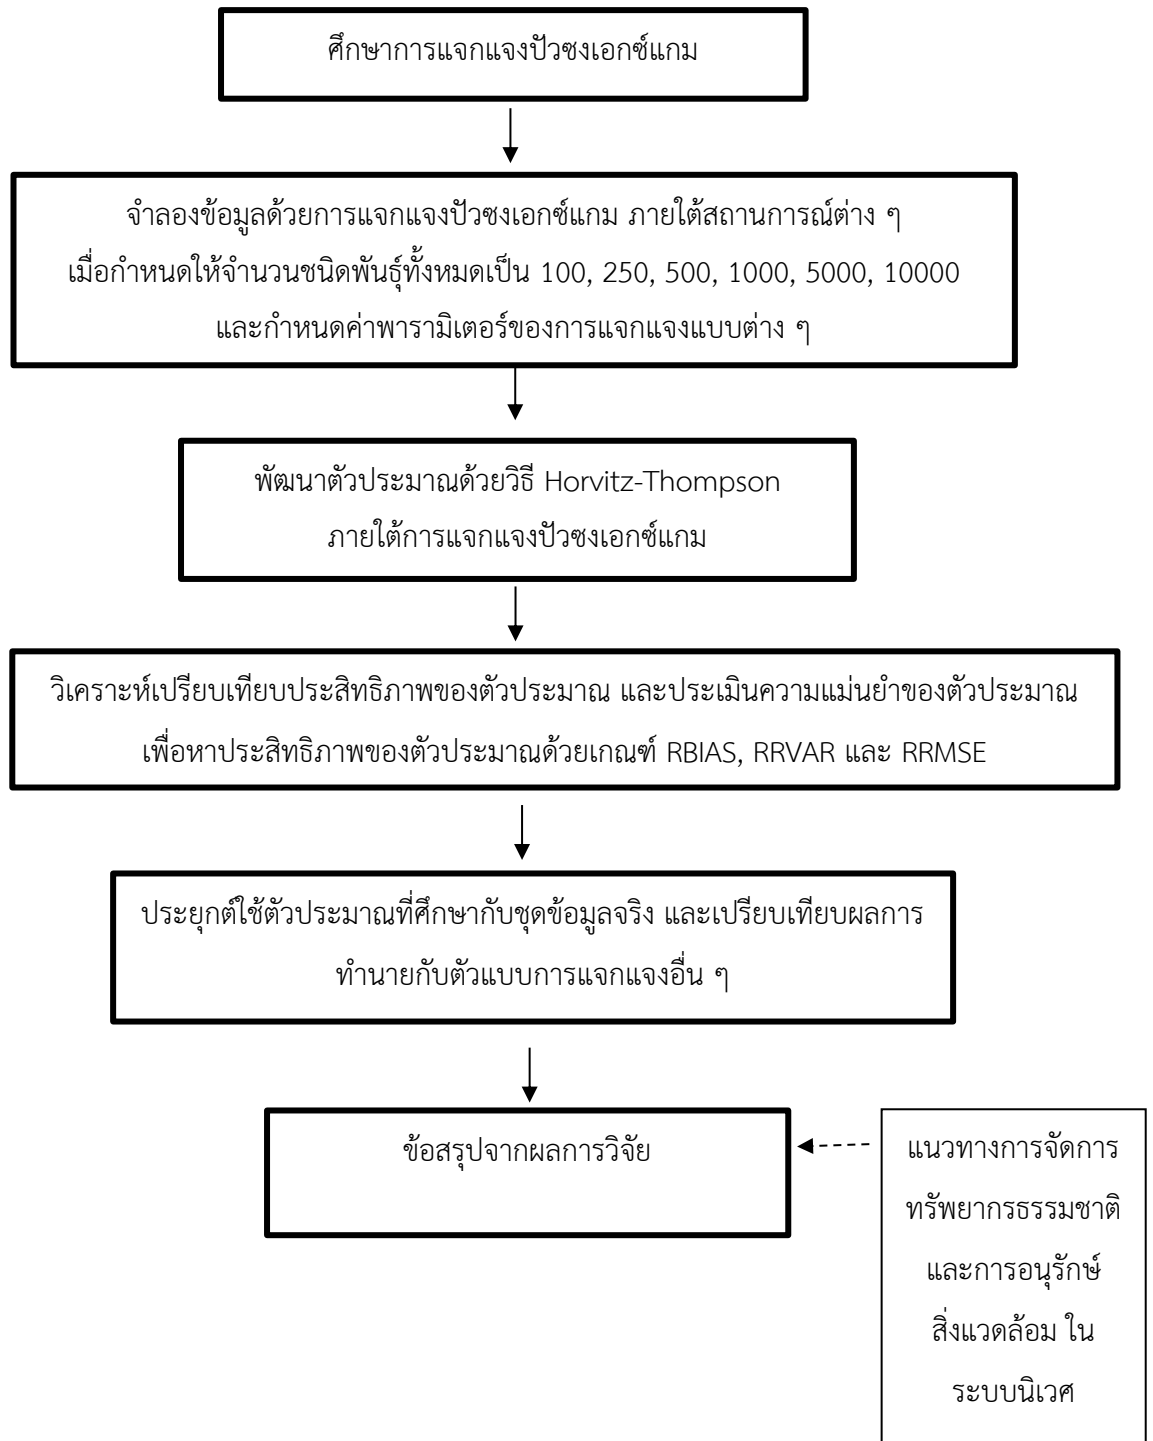 ศึกษาการแจกแจงปัวซงเอกซ์แกม
จำลองข้อมูลด้วยการแจกแจงปัวซงเอกซ์แกม ภายใต้สถานการณ์ต่าง ๆ
เมื่อกำหนดให้จำนวนชนิดพันธุ์ทั้งหมดเป็น 100, 250, 500, 1000, 5000, 10000
และกำหนดค่าพารามิเตอร์ของการแจกแจงแบบต่าง ๆ
พัฒนาตัวประมาณด้วยวิธี Horvitz-Thompson
ภายใต้การแจกแจงปัวซงเอกซ์แกม
วิเคราะห์เปรียบเทียบประสิทธิภาพของตัวประมาณ และประเมินความแม่นยำของตัวประมาณ
เพื่อหาประสิทธิภาพของตัวประมาณด้วยเกณฑ์ RBIAS, RRVAR และ RRMSE
ประยุกต์ใช้ตัวประมาณที่ศึกษากับชุดข้อมูลจริง และเปรียบเทียบผลการ
ทำนายกับตัวแบบการแจกแจงอื่น ๆ
ข้อสรุปจากผลการวิจัย
แนวทางการจัดการ
ทรัพยากรธรรมชาติ
และการอนุรักษ์
สิ่งแวดล้อม ใน
ระบบนิเวศ